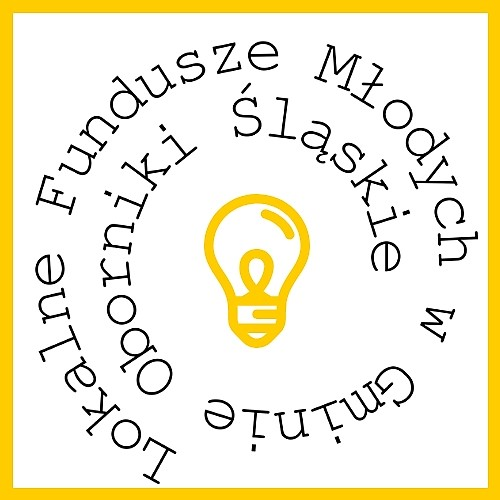 Lokalne Fundusze Młodych w Gminie
Oborniki Śląskie